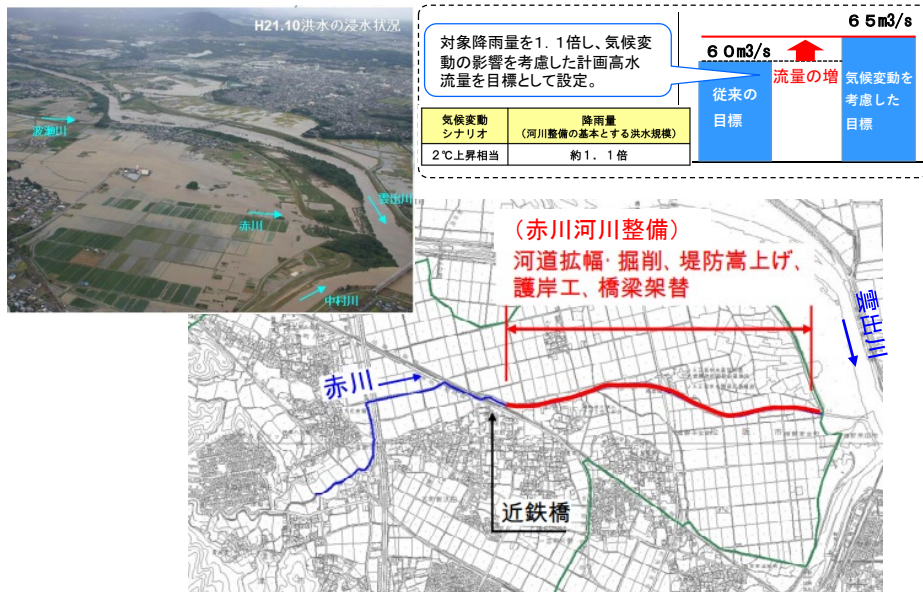 H21.10洪水の浸水状況
波瀬川
赤川
雲出川
中村川
対象降雨量を1.1倍し、気候変
動の影響を考慮した計画高水
流量を目標として設定。
60m3/s
65m3/s
流量の増
従来の
目標
気候変動を
考慮した
目標
気候変動
シナリオ
降雨量
(河川整備の基本とする洪水規模)
2℃上昇相当
約1.1倍
(赤川河川整備)
河道拡幅・掘削、堤防嵩上げ、
護岸工、橋梁架替
雲出川
赤川
近鉄橋